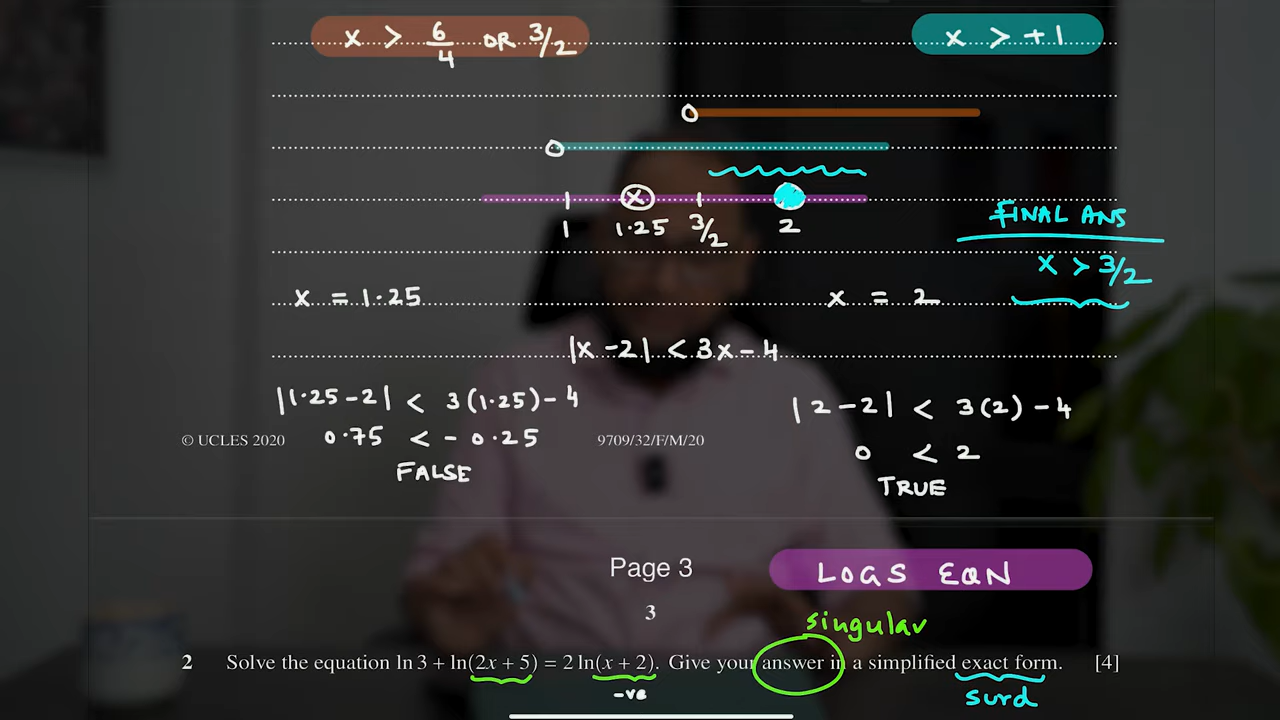 x > 6/4 OR 3/2
x > +1
1 1.25 3/2 2
FINAL ANS
x > 3/2
x = 1.25
x = 2
|x - 2| < 3x - 4
|1.25 - 2| < 3(1.25) - 4
|2 - 2| < 3(2) - 4
© UCLES 2020
0.75 < - 0.25
9709/32/F/M/20
0 < 2
FALSE
TRUE
Page 3
LOGS EQN
3
singular
2 Solve the equation ln 3 + ln(2x + 5) = 2 ln(x + 2). Give your answer in a simplified exact form. [4]
-ve
surd